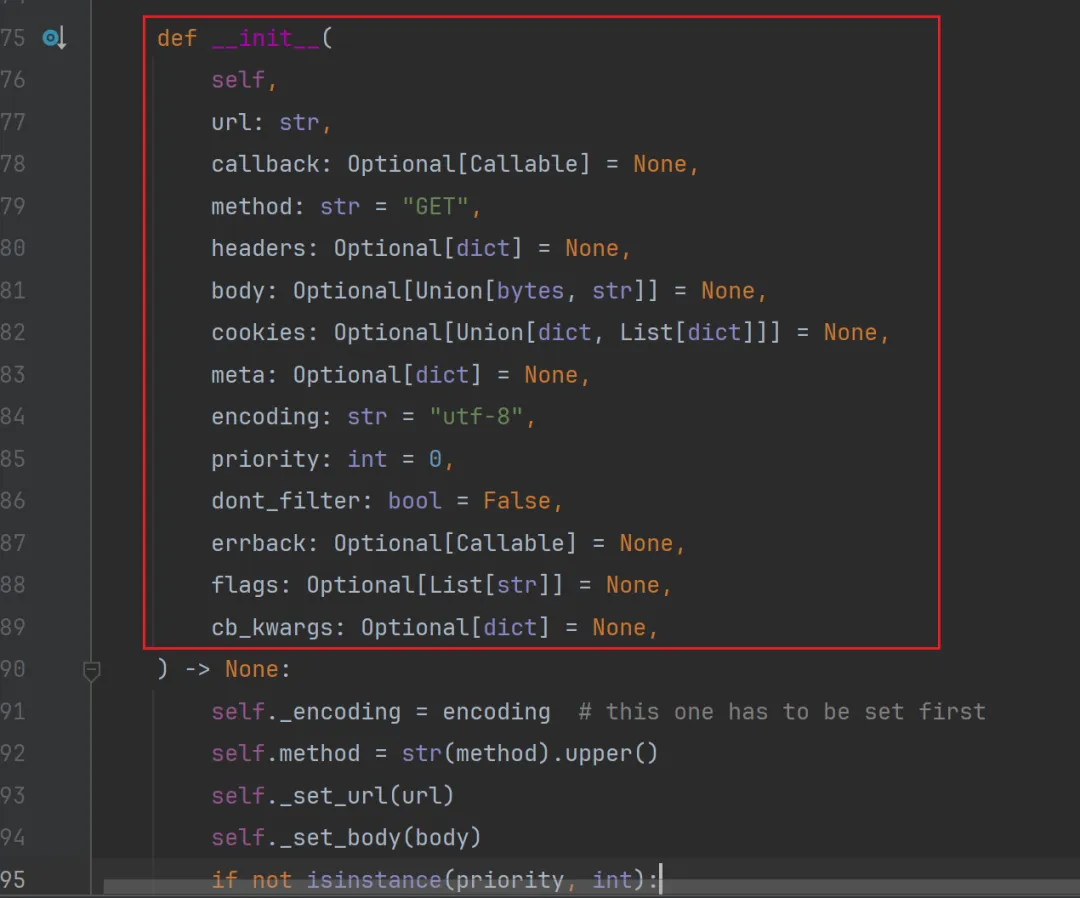 75 def __init__(
76 self,
77 url: str,
78 callback: Optional[Callable] = None,
79 method: str = "GET",
80 headers: Optional[dict] = None,
81 body: Optional[Union[bytes, str]] = None,
82 cookies: Optional[Union[dict, List[dict]]] = None,
83 meta: Optional[dict] = None,
84 encoding: str = "utf-8",
85 priority: int = 0,
86 dont_filter: bool = False,
87 errback: Optional[Callable] = None,
88 flags: Optional[List[str]] = None,
89 cb_kwargs: Optional[dict] = None,
90 ) -> None:
91 self._encoding = encoding  # this one has to be set first
92 self.method = str(method).upper()
93 self._set_url(url)
94 self._set_body(body)
95 if not isinstance(priority, int):